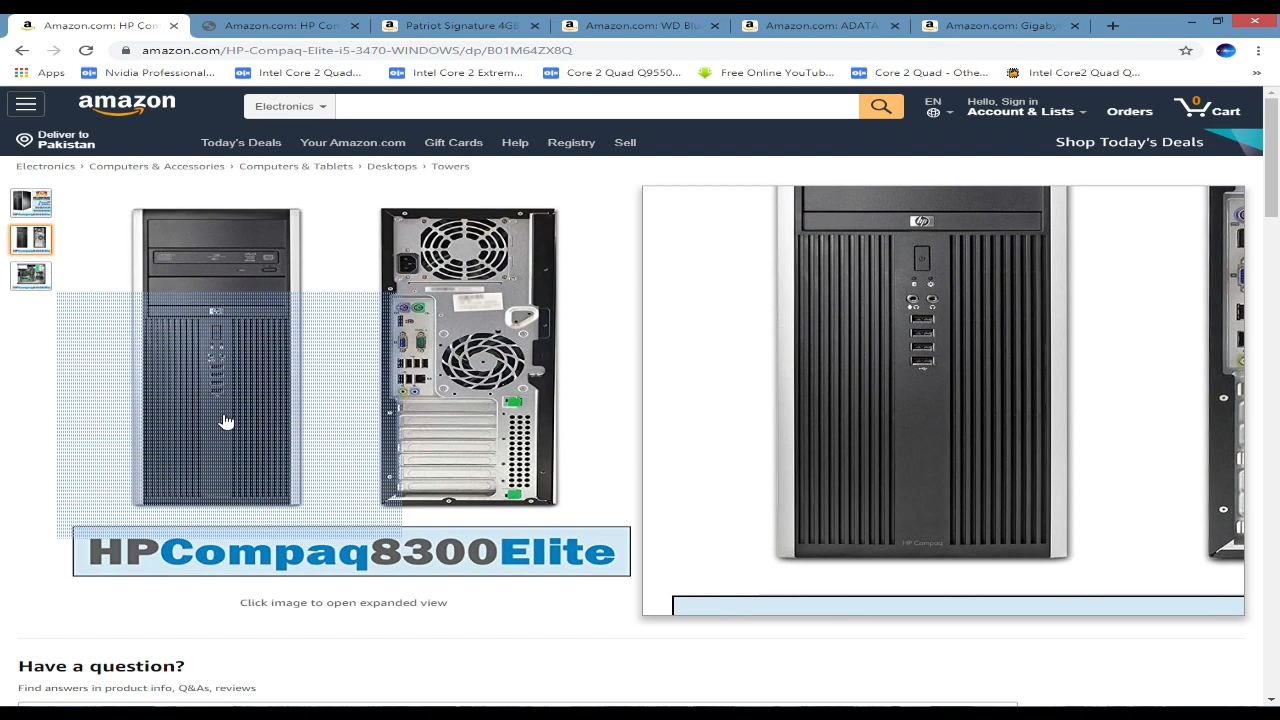 Amazon.com: HP Com
Amazon.com: HP Con
Patriot Signature 4GB
Amazon.com: WD Blu
Amazon.com: ADATA
Amazon.com: Gigaby
amazon.com/HP-Compaq-Elite-i5-3470-WINDOWS/dp/B01M64ZX8Q
Apps
Nvidia Professional...
Intel Core 2 Quad...
Intel Core 2 Extrem...
Core 2 Quad Q9550...
Free Online YouTub...
Core 2 Quad - Othe...
Intel Core2 Quad Q...
amazon
Electronics
EN
Hello, Sign in
Account & Lists
Orders
0
Cart
Deliver to
Pakistan
Today's Deals
Your Amazon.com
Gift Cards
Help
Registry
Sell
Shop Today's Deals
Electronics › Computers & Accessories › Computers & Tablets › Desktops › Towers
hp
HP Compaq
HPCompaq8300Elite
Click image to open expanded view
Have a question?
Find answers in product info, Q&As, reviews